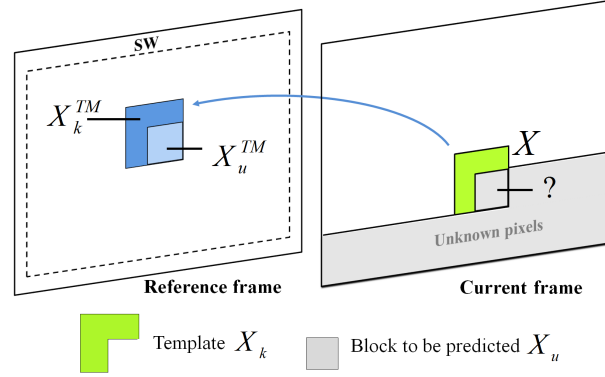 SW
X_k^{TM}
X_u^{TM}
X
?
Unknown pixels
Reference frame
Current frame
Template X_k
Block to be predicted X_u